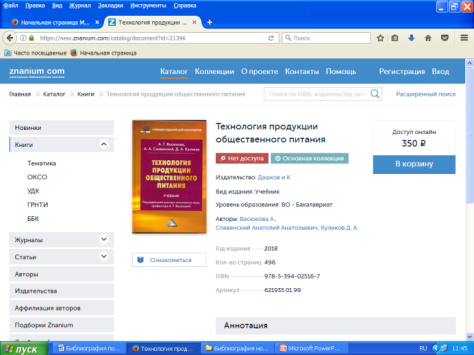 Файл Правка Вид Журнал Закладки Инструменты Справка
Начальная страница M...
Технология продукции ...
https://new.znanium.com/catalog/document?id=21396
Поиск
Часто посещаемые Начальная страница
znanium.com
Каталог Коллекции О проекте Контакты Помощь Регистрация Вход
Главная > Каталог > Книги > Технология продукции общественного питания
Поиск по ISBN, издательству, автору
Расширенный поиск
Новинки
Книги
Тематика
ОКСО
УДК
ГРНТИ
ББК
Журналы
Статьи
Авторы
Издательства
Аффилиация авторов
Подборки Znanium
А. Т. Васюкова,
А. А. Славянский, Д. А. Куликов
ТЕХНОЛОГИЯ
ПРОДУКЦИИ
ОБЩЕСТВЕННОГО
ПИТАНИЯ
Ознакомиться
Технология продукции
общественного питания
Нет доступа
Основная коллекция
Издательство: Дашков и К
Вид издания: Учебник
Уровень образования: ВО - Бакалавриат
Авторы: Васюкова А.,
Славянский Анатолий Анатольевич, Куликов Д. А.
Год издания 2018
Кол-во страниц 496
ISBN 978-5-394-02516-7
Артикул 621935.01.99
Доступ онлайн
350 ₽
В корзину
Аннотация
пуск
Библиография по...
Технология прод...
Библиография но...
Microsoft PowerP...
RU
11:45